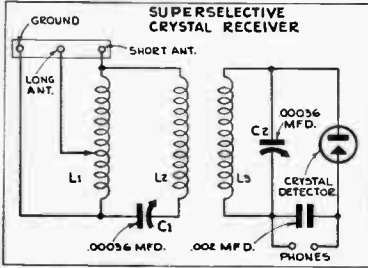 SUPERSELECTIVE
CRYSTAL RECEIVER
GROUND
SHORT ANT.
LONG
ANT.
L1
L2
L3
C1
.00036 MFD.
.00036
MFD.
C2
CRYSTAL
DETECTOR
.002 MFD.
PHONES